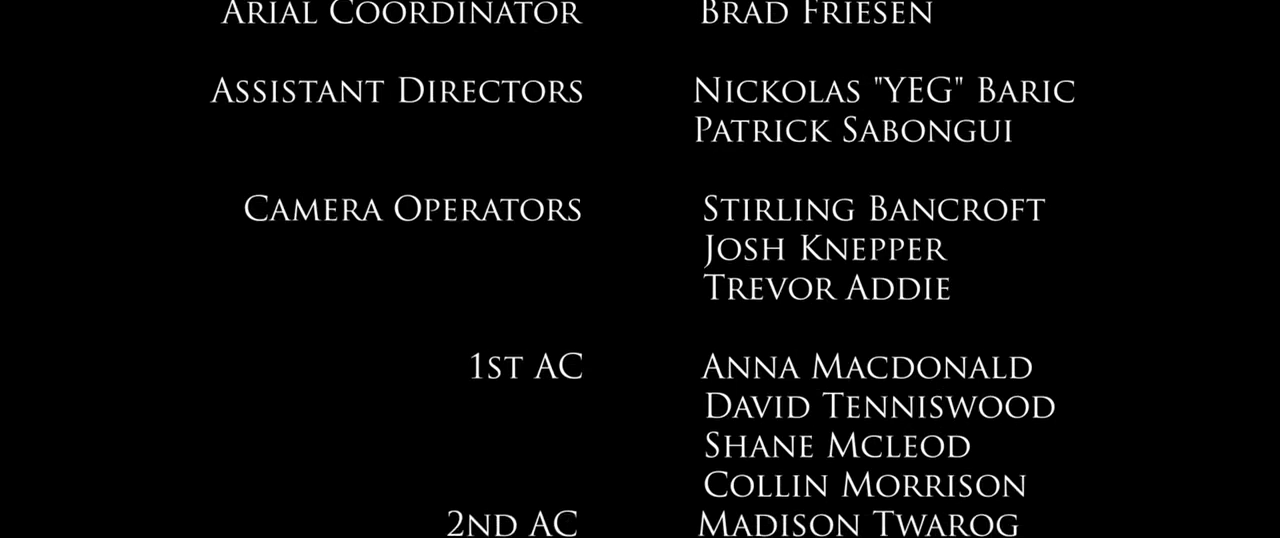 Arial Coordinator Brad Friesen
Assistant Directors Nickolas "YEG" Baric
Patrick Sabongui
Camera Operators Stirling Bancroft
Josh Knepper
Trevor Addie
1st AC Anna Macdonald
David Tenniswood
Shane McLeod
Collin Morrison
2nd AC Madison Twarog